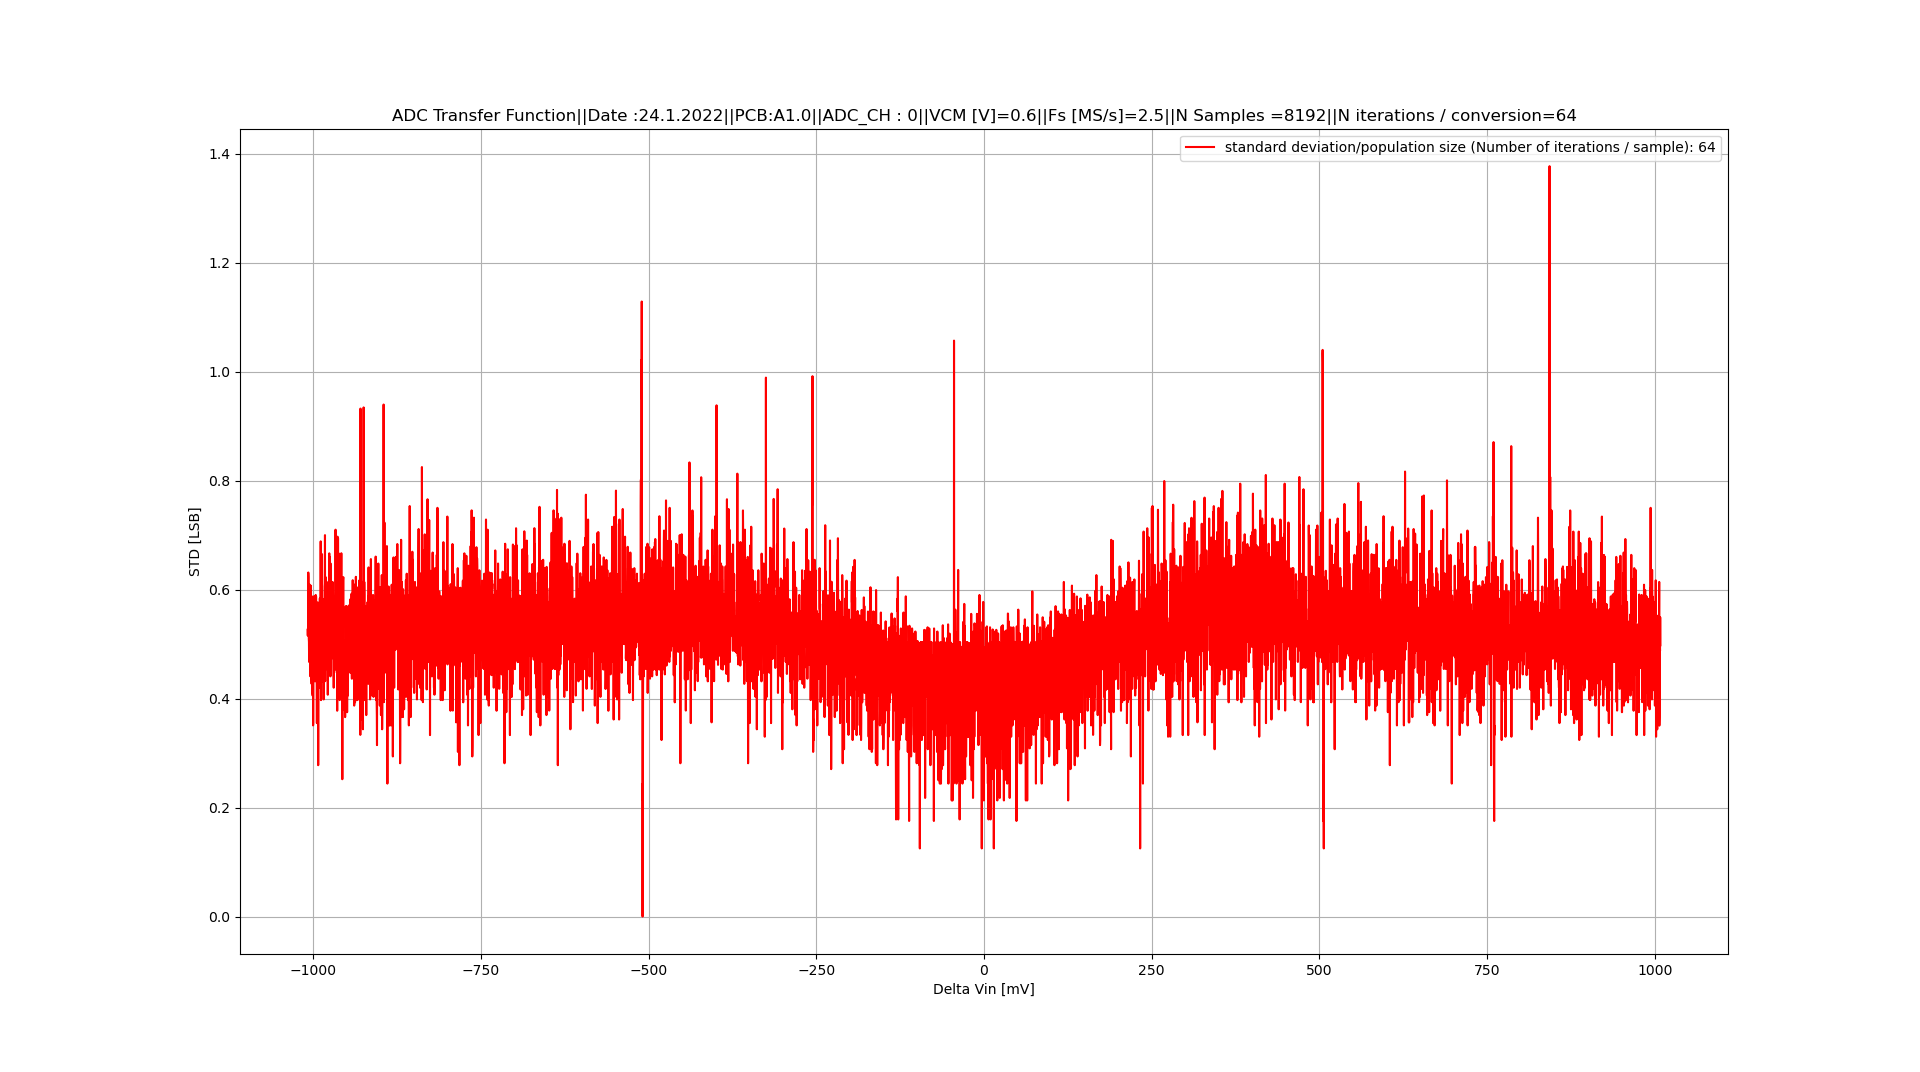 ADC Transfer Function||Date :24.1.2022||PCB:A1.0||ADC_CH : 0||VCM [V]=0.6||Fs [MS/s]=2.5||N Samples =8192||N iterations / conversion=64
standard deviation/population size (Number of iterations / sample): 64
1.4
1.2
1.0
0.8
0.6
0.4
0.2
0.0
STD [LSB]
−1000 −750 −500 −250 0 250 500 750 1000
Delta Vin [mV]